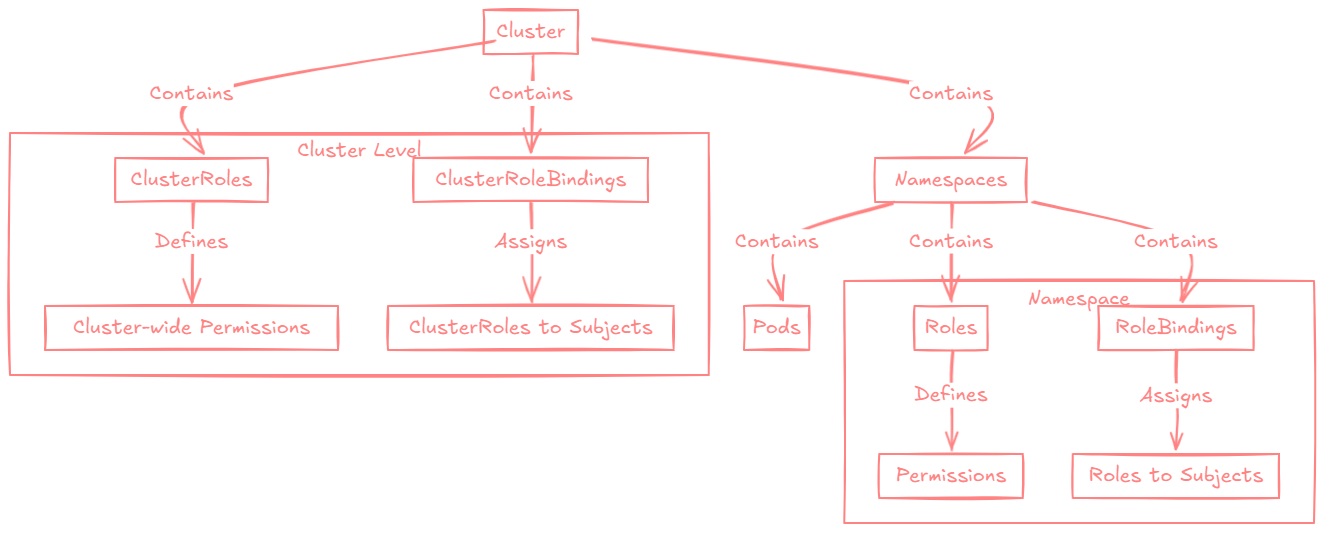 Cluster
Contains
Contains
Contains
Cluster Level
ClusterRoles
ClusterRoleBindings
Namespaces
Defines
Assigns
Contains
Contains
Contains
Namespace
Cluster-wide Permissions
ClusterRoles to Subjects
Pods
Roles
RoleBindings
Defines
Assigns
Permissions
Roles to Subjects